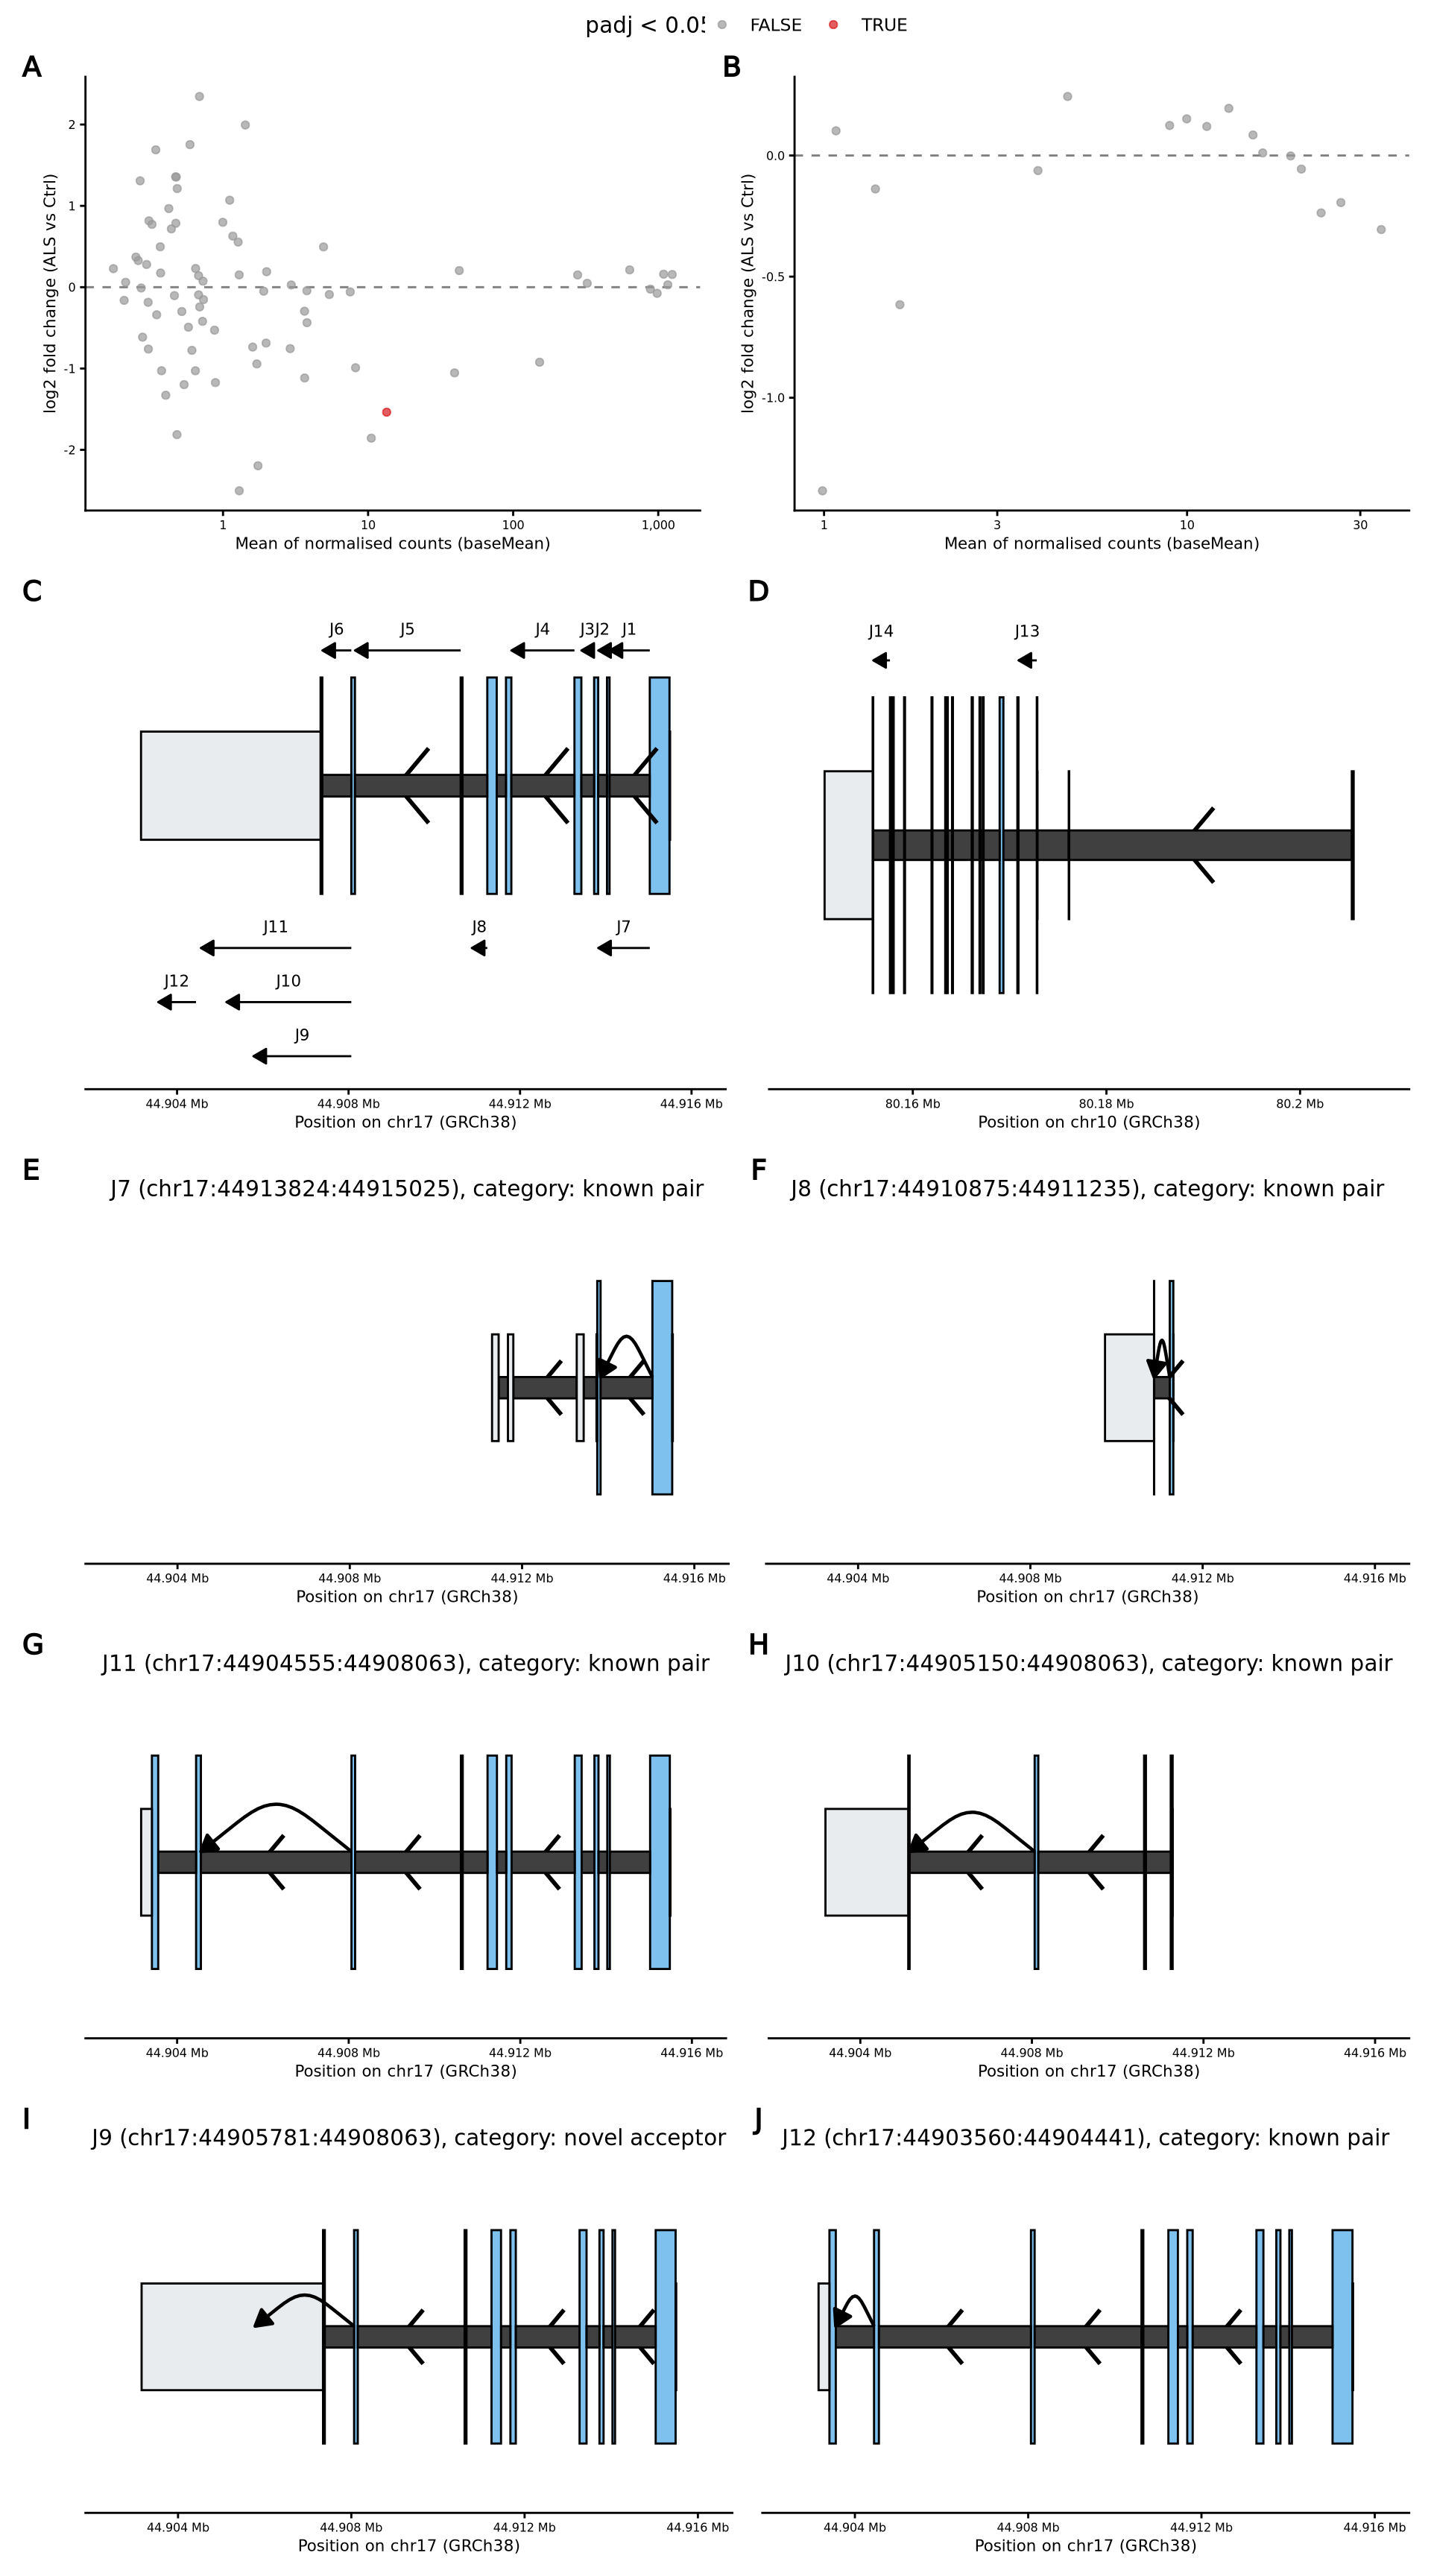 padj < 0.05 FALSE TRUE
A
B
log2 fold change (ALS vs Ctrl)
2
1
0
-1
-2
1 10 100 1,000
Mean of normalised counts (baseMean)
log2 fold change (ALS vs Ctrl)
0.0
-0.5
-1.0
1 3 10 30
Mean of normalised counts (baseMean)
C
J6 J5 J4 J3 J2 J1
J11 J8 J7
J12 J10
J9
44.904 Mb 44.908 Mb 44.912 Mb 44.916 Mb
Position on chr17 (GRCh38)
D
J14 J13
80.16 Mb 80.18 Mb 80.2 Mb
Position on chr10 (GRCh38)
E
J7 (chr17:44913824:44915025), category: known pair
44.904 Mb 44.908 Mb 44.912 Mb 44.916 Mb
Position on chr17 (GRCh38)
F
J8 (chr17:44910875:44911235), category: known pair
44.904 Mb 44.908 Mb 44.912 Mb 44.916 Mb
Position on chr17 (GRCh38)
G
J11 (chr17:44904555:44908063), category: known pair
44.904 Mb 44.908 Mb 44.912 Mb 44.916 Mb
Position on chr17 (GRCh38)
H
J10 (chr17:44905150:44908063), category: known pair
44.904 Mb 44.908 Mb 44.912 Mb 44.916 Mb
Position on chr17 (GRCh38)
I
J9 (chr17:44905781:44908063), category: novel acceptor
44.904 Mb 44.908 Mb 44.912 Mb 44.916 Mb
Position on chr17 (GRCh38)
J
J12 (chr17:44903560:44904441), category: known pair
44.904 Mb 44.908 Mb 44.912 Mb 44.916 Mb
Position on chr17 (GRCh38)